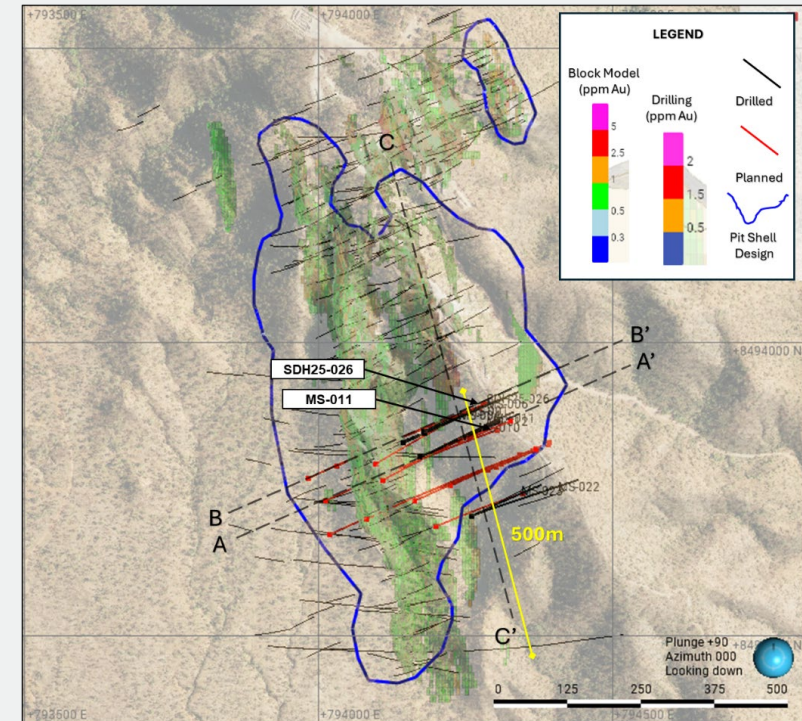 +793500 E
+794000 E
LEGEND
Block Model
(ppm Au)
Drilling
(ppm Au)
Drilled
Planned
Pit Shell
Design
5
2.5
1
0.5
0.3
2
1.5
0.5
C
B'
A'
+8494000 N
SDH25-026
MS-011
MS-022
B
A
500m
C'
Plunge +90
Azimuth 000
Looking down
0 125 250 375 500
+793500 E
+794000 E
+794500 E